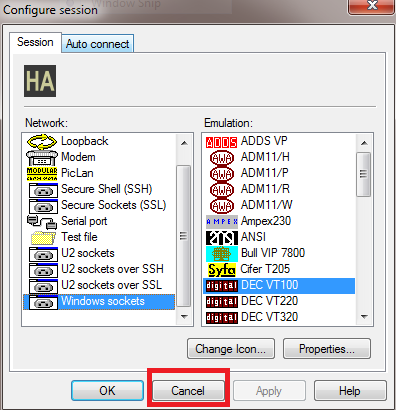 Window Snip
Configure session
Session
Auto connect
HA
Network:
Loopback
Modem
MODULAR
PicLan
Secure Shell (SSH)
Secure Sockets (SSL)
Serial port
Test file
U2 sockets
U2 sockets over SSH
U2 sockets over SSL
Windows sockets
Emulation:
ADDS ADDS VP
AWA ADM11/H
AWA ADM11/P
AWA ADM11/R
AWA ADM11/W
AMPEX Ampex230
ANSI
Bull VIP 7800
Syfa Cifer T205
digital DEC VT100
digital DEC VT220
digital DEC VT320
Change Icon...
Properties...
OK
Cancel
Apply
Help